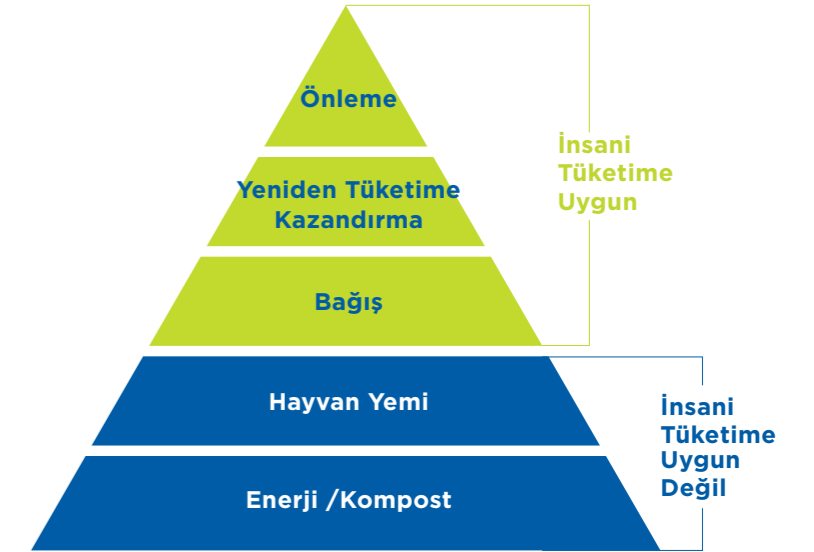 Önleme
Yeniden Tüketime
Kazandırma
Bağış
İnsani
Tüketime
Uygun
Hayvan Yemi
Enerji /Kompost
İnsani
Tüketime
Uygun
Değil